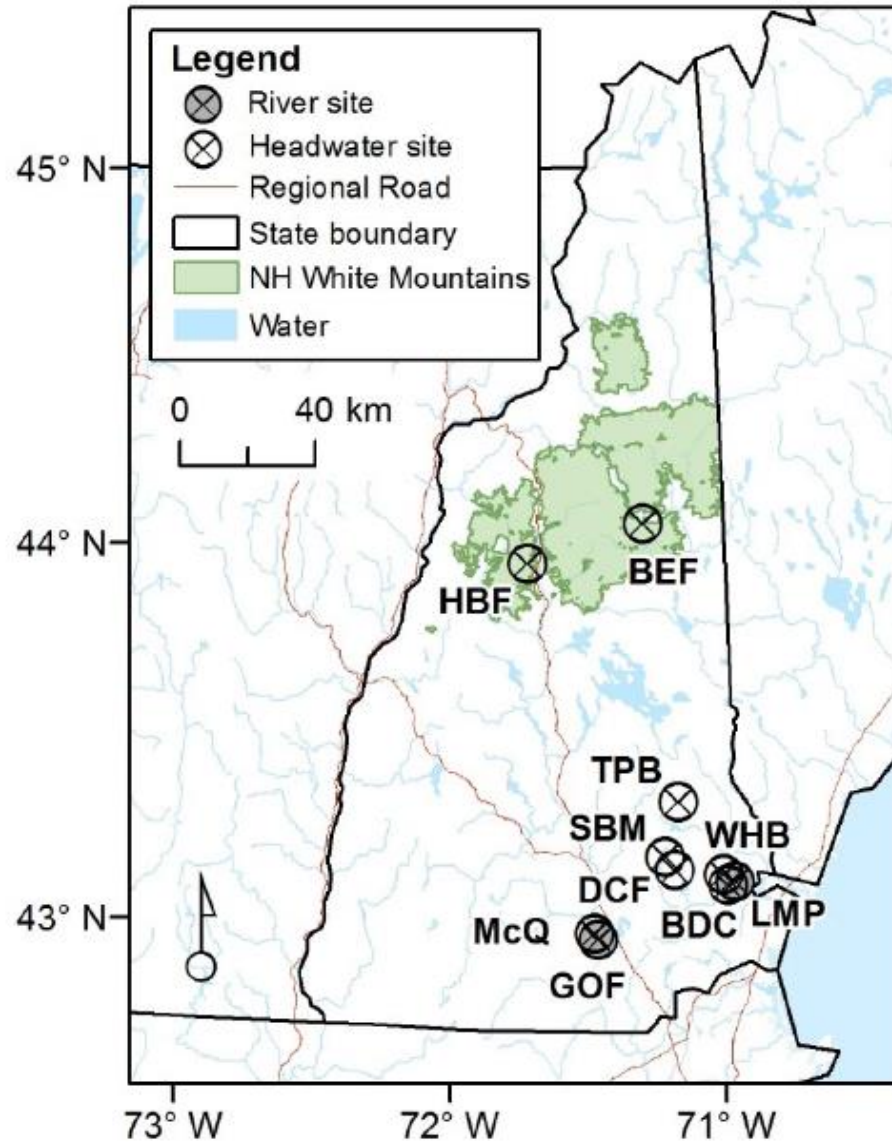 Legend
River site
Headwater site
Regional Road
State boundary
NH White Mountains
Water
0 40 km
45° N
44° N
43° N
HBF
BEF
TPB
SBM
WHB
DCF
BDC
LMP
McQ
GOF
73° W 72° W 71° W